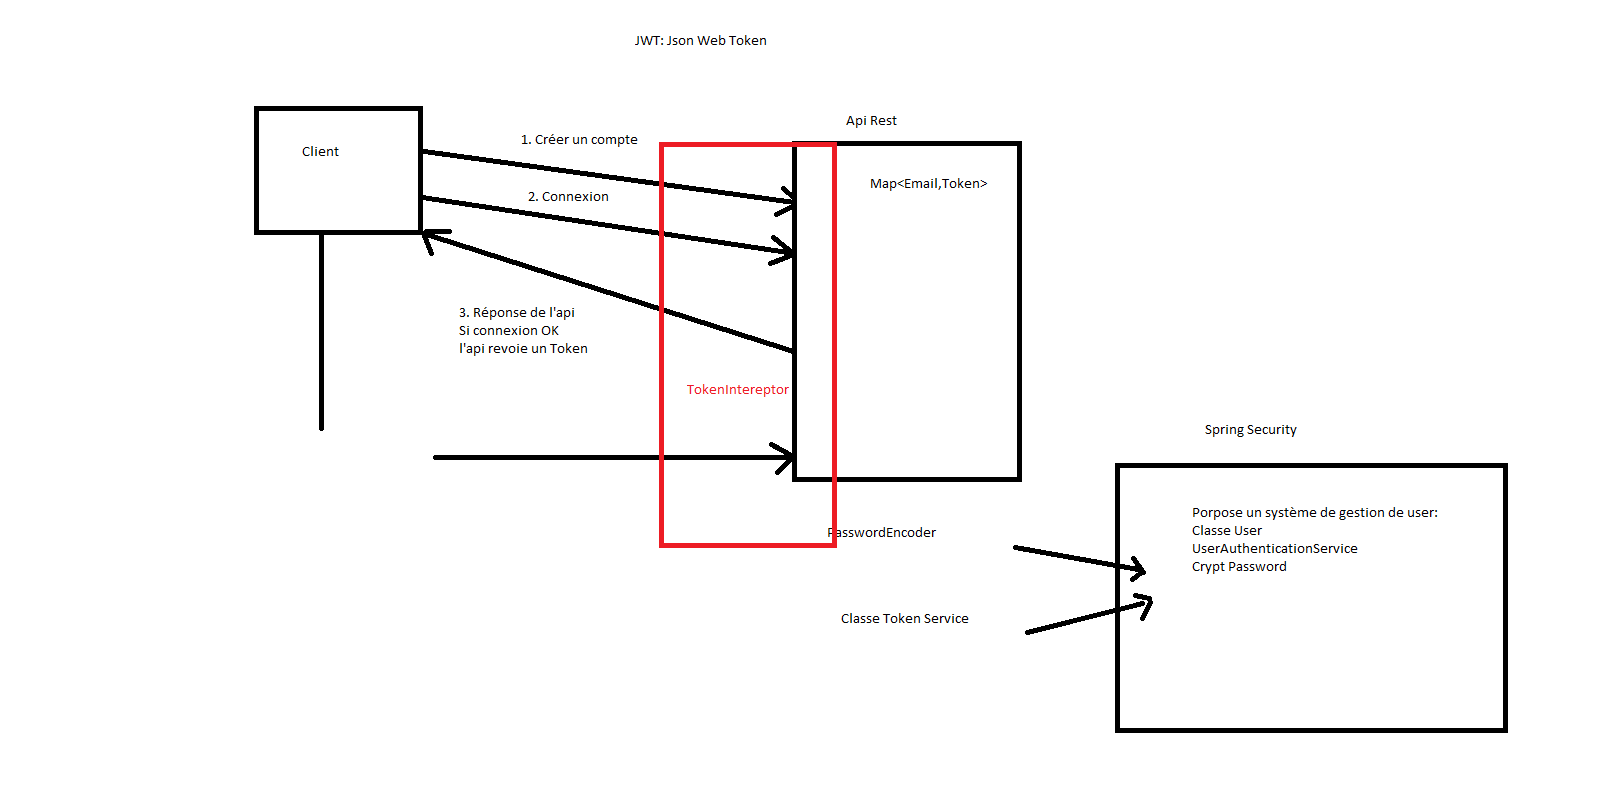 JWT: Json Web Token
Api Rest
1. Créer un compte
Client
Map<Email,Token>
2. Connexion
3. Réponse de l'api
Si connexion OK
l'api revoie un Token
TokenIntereptor
Spring Security
Porpose un système de gestion de user:
Classe User
UserAuthenticationService
Crypt Password
PasswordEncoder
Classe Token Service